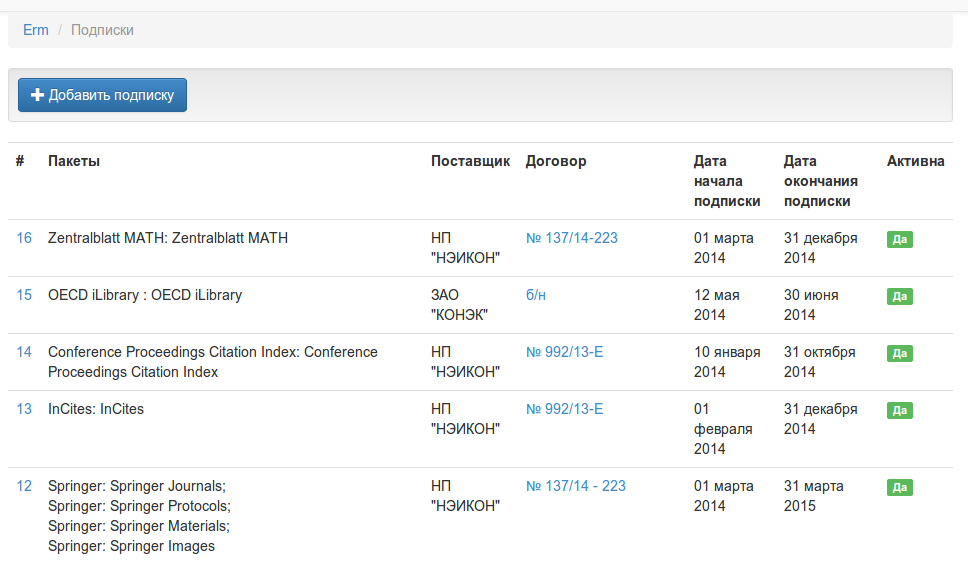 Erm / Подписки
Добавить подписку
# Пакеты Поставщик Договор Дата начала подписки Дата окончания подписки Активна
16 Zentralblatt MATH: Zentralblatt MATH НП "НЭИКОН" № 137/14-223 01 марта 2014 31 декабря 2014 Да
15 OECD iLibrary : OECD iLibrary ЗАО "КОНЭК" б/н 12 мая 2014 30 июня 2014 Да
14 Conference Proceedings Citation Index: Conference Proceedings Citation Index НП "НЭИКОН" № 992/13-Е 10 января 2014 31 октября 2014 Да
13 InCites: InCites НП "НЭИКОН" № 992/13-Е 01 февраля 2014 31 декабря 2014 Да
12 Springer: Springer Journals; Springer: Springer Protocols; Springer: Springer Materials; Springer: Springer Images НП "НЭИКОН" № 137/14 - 223 01 марта 2014 31 марта 2015 Да